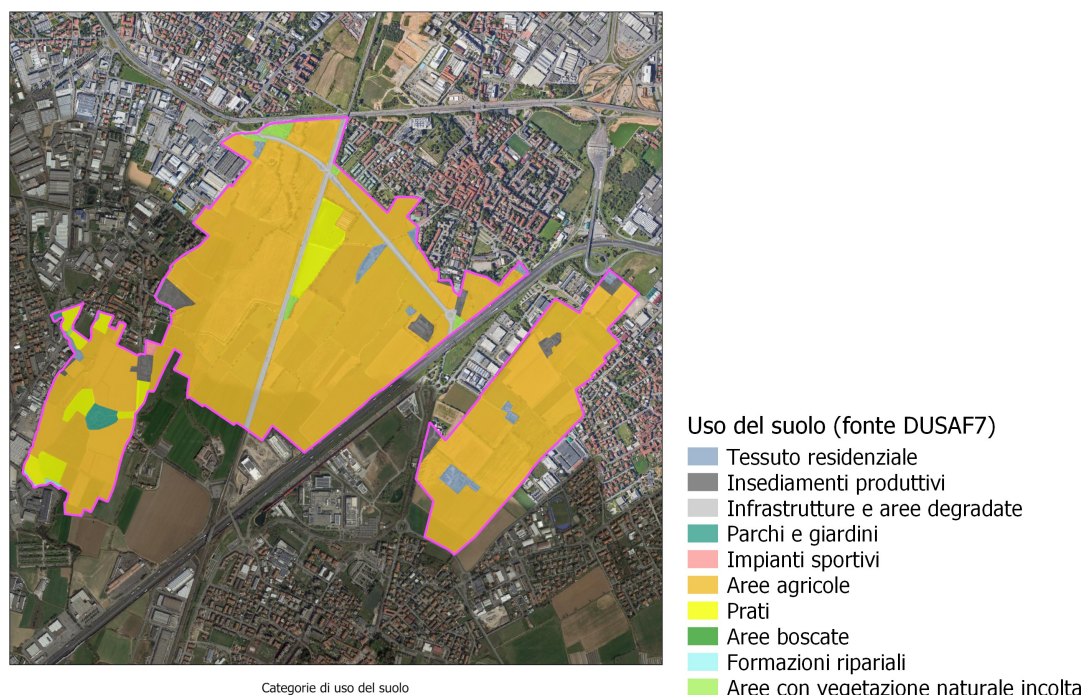 Uso del suolo (fonte DUSAF7)
Tessuto residenziale
Insediamenti produttivi
Infrastrutture e aree degradate
Parchi e giardini
Impianti sportivi
Aree agricole
Prati
Aree boscate
Formazioni ripariali
Aree con vegetazione naturale incolta
Categorie di uso del suolo